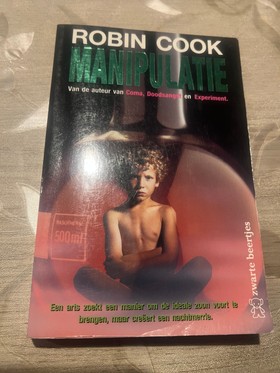 ROBIN COOK
MANIPULATIE
Van de auteur van Coma, Doodsangst en Experiment.
500 ml
zwarte beertjes
Een arts zoekt een manier om de ideale zoon voort te
brengen, maar creëert een nachtmerrie.